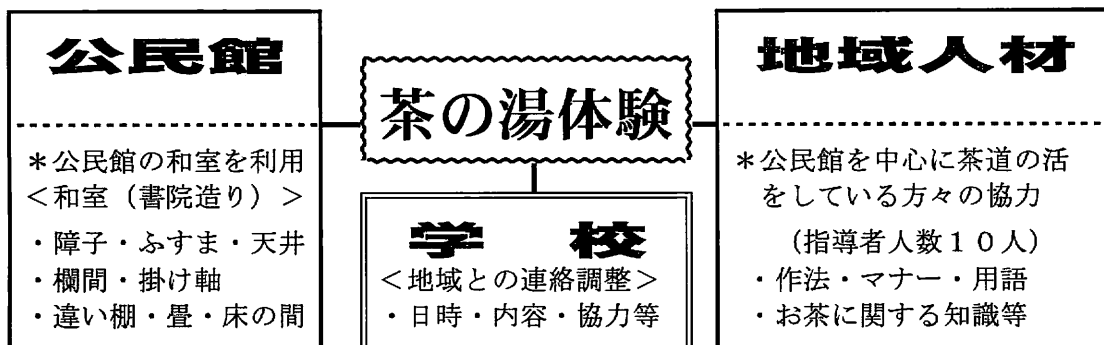 公民館
＊公民館の和室を利用
＜和室（書院造り）＞
・障子・ふすま・天井
・欄間・掛け軸
・違い棚・畳・床の間
茶の湯体験
学　校
＜地域との連絡調整＞
・日時・内容・協力等
地域人材
＊公民館を中心に茶道の活
をしている方々の協力
（指導者人数１０人）
・作法・マナー・用語
・お茶に関する知識等